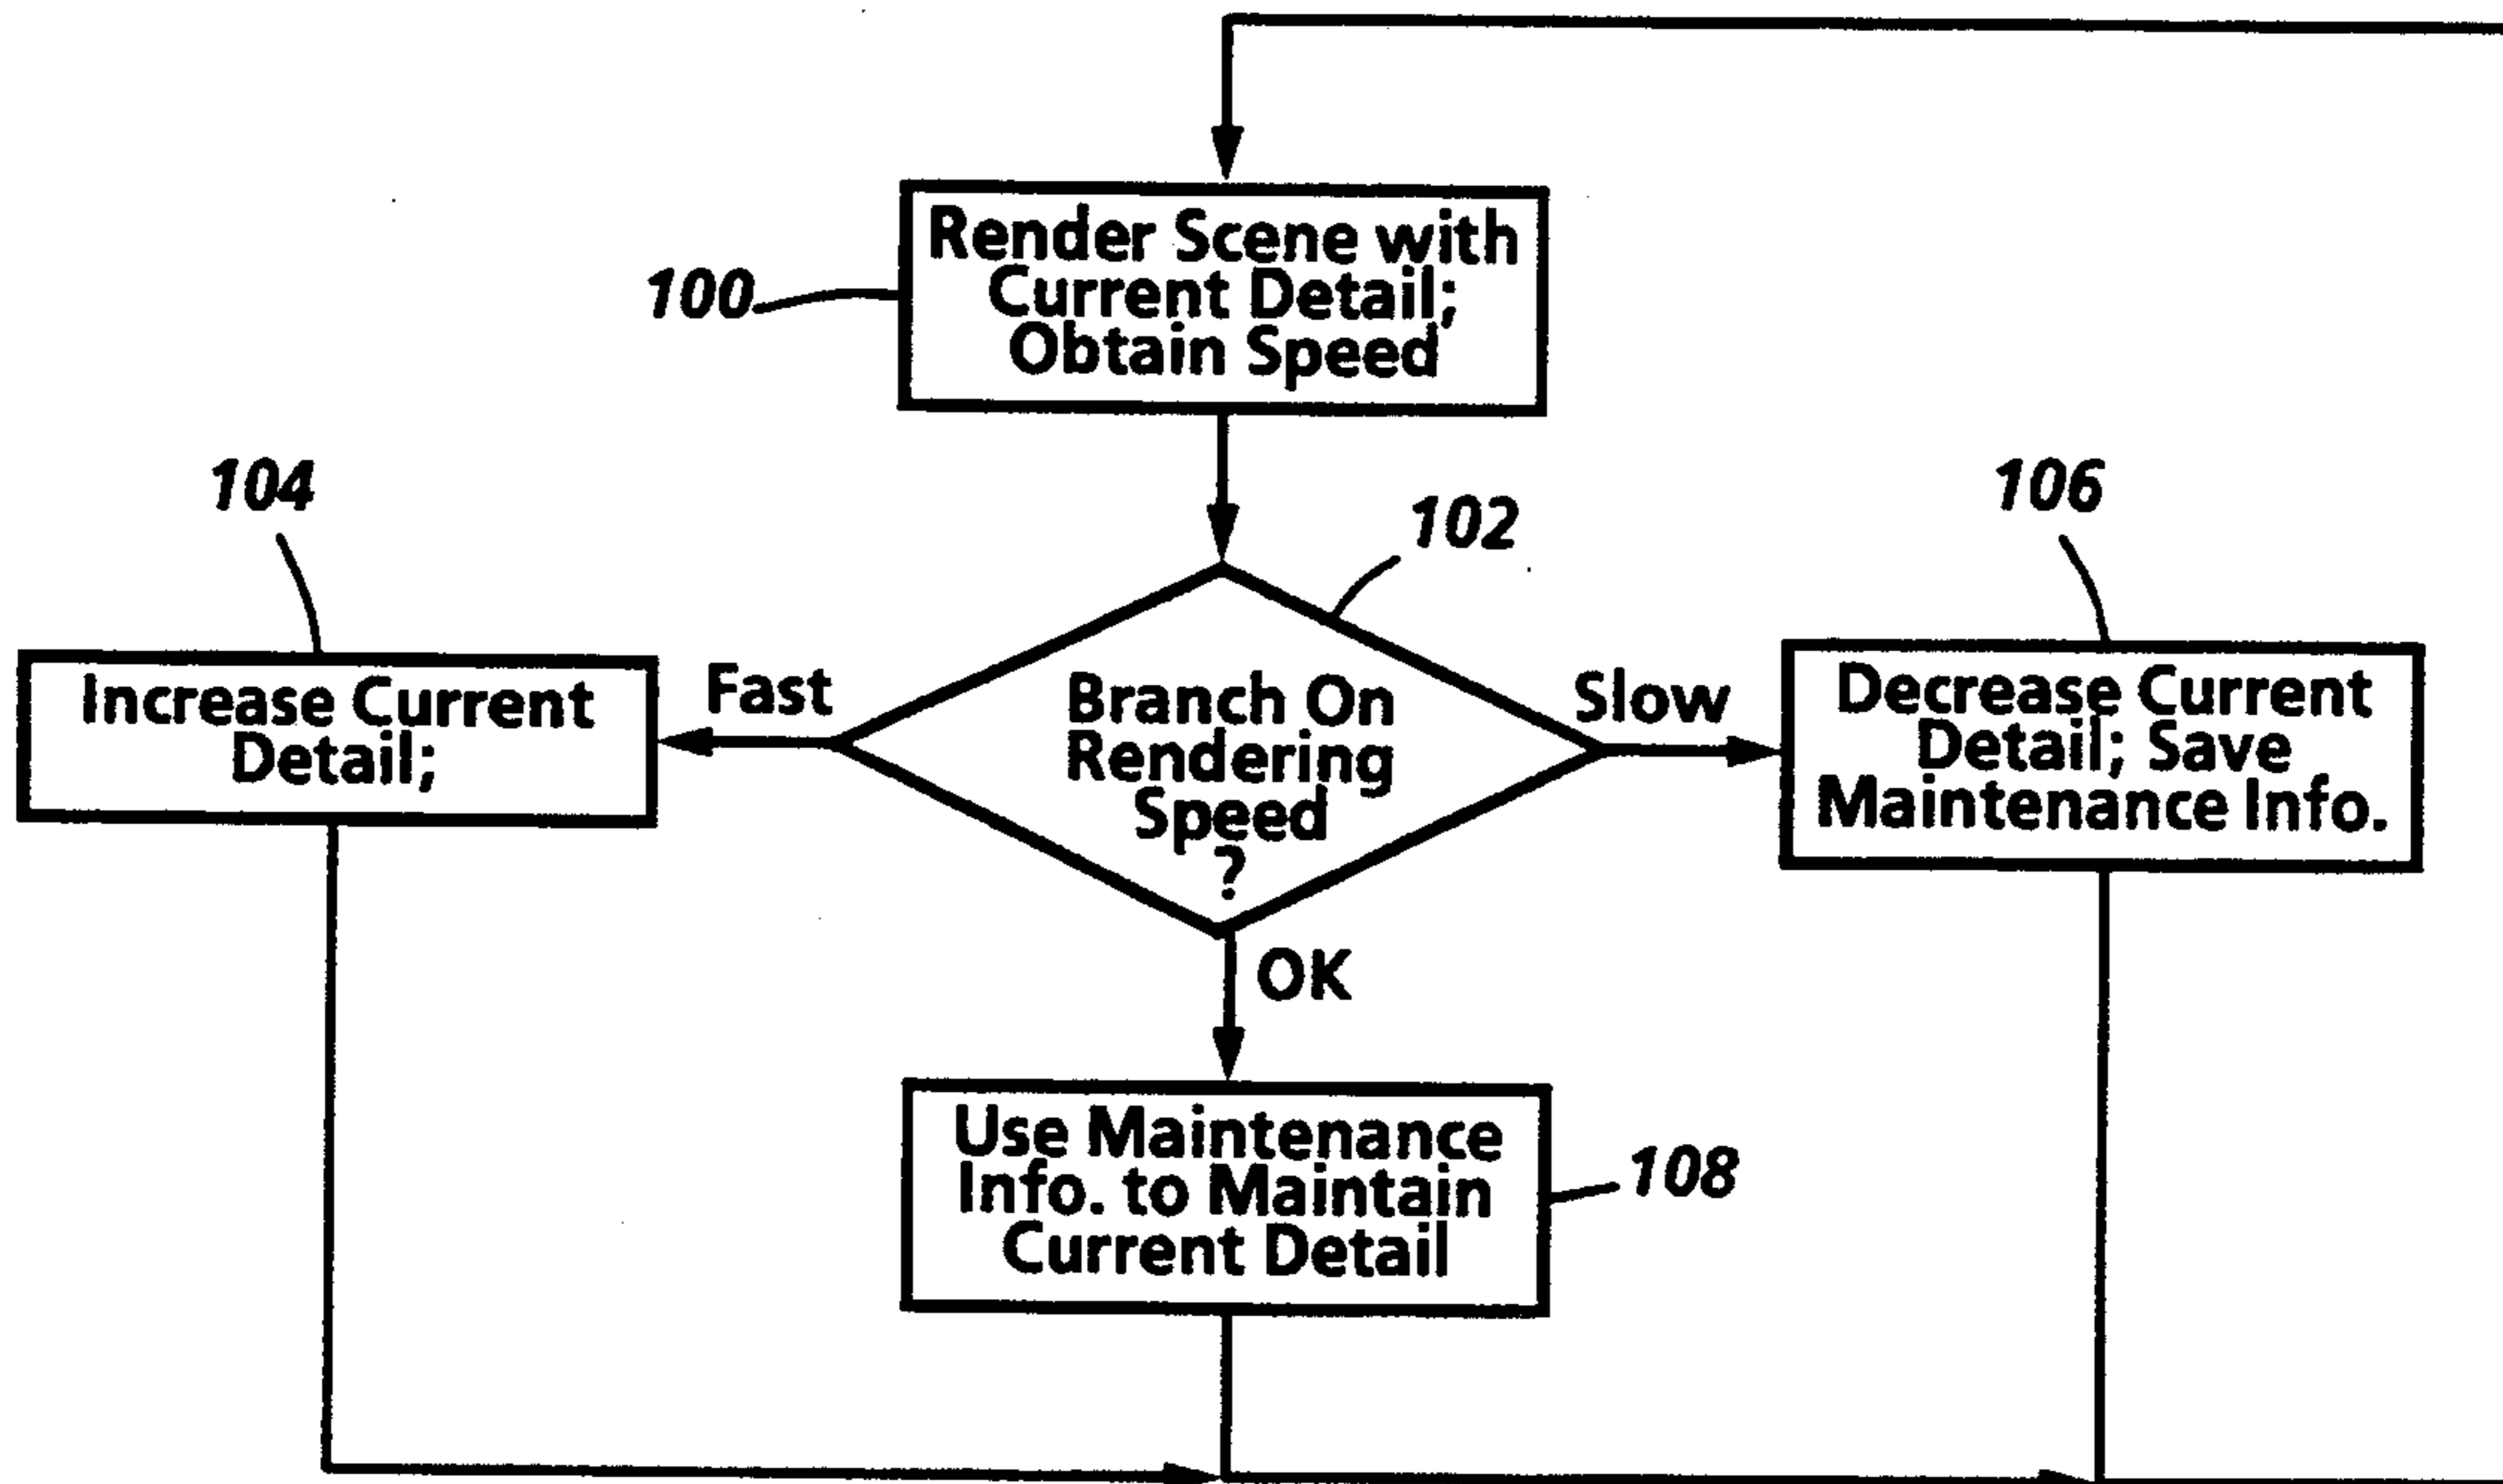 Render Scene with
Current Detail;
Obtain Speed
100
104
102
106
Increase Current
Detail;
Fast
Branch On
Rendering
Speed
?
Slow
Decrease Current
Detail; Save
Maintenance Info.
OK
Use Maintenance
Info. to Maintain
Current Detail
108